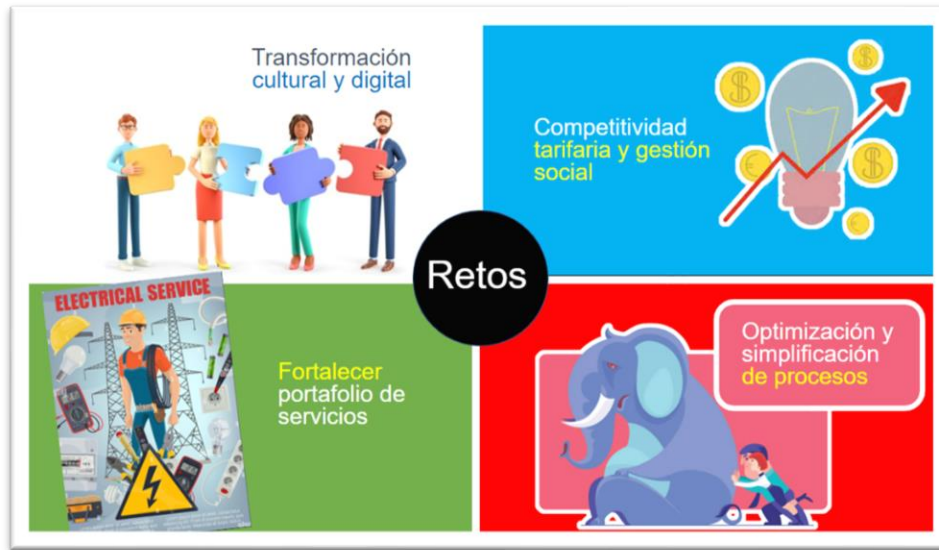 Transformación
cultural y digital
Competitividad
tarifaria y gestión
social
Retos
ELECTRICAL SERVICE
Fortalecer
portafolio de
servicios
Optimización y
simplificación
de procesos